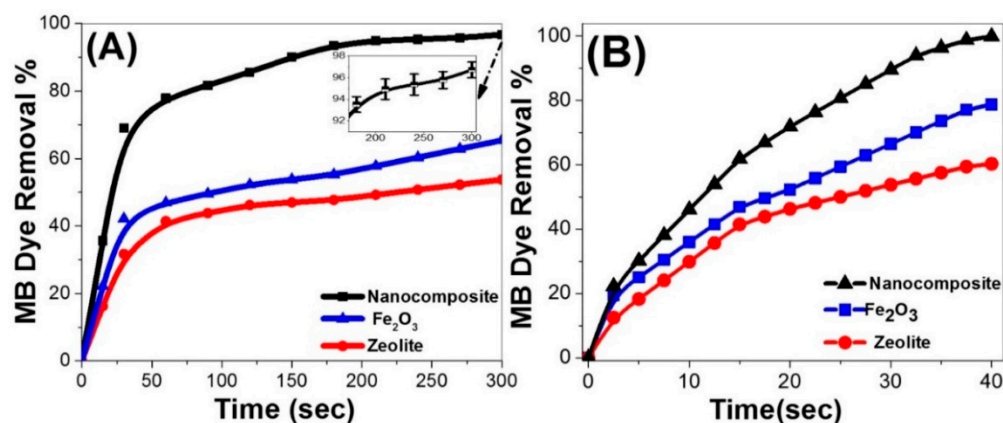 (A)
MB Dye Removal %
100
80
60
40
20
0
98
96
94
92
200
250
300
Nanocomposite
Fe₂O₃
Zeolite
0
50
100
150
200
250
300
Time (sec)
(B)
MB Dye Removal %
100
80
60
40
20
0
Nanocomposite
Fe₂O₃
Zeolite
0
10
20
30
40
Time(sec)